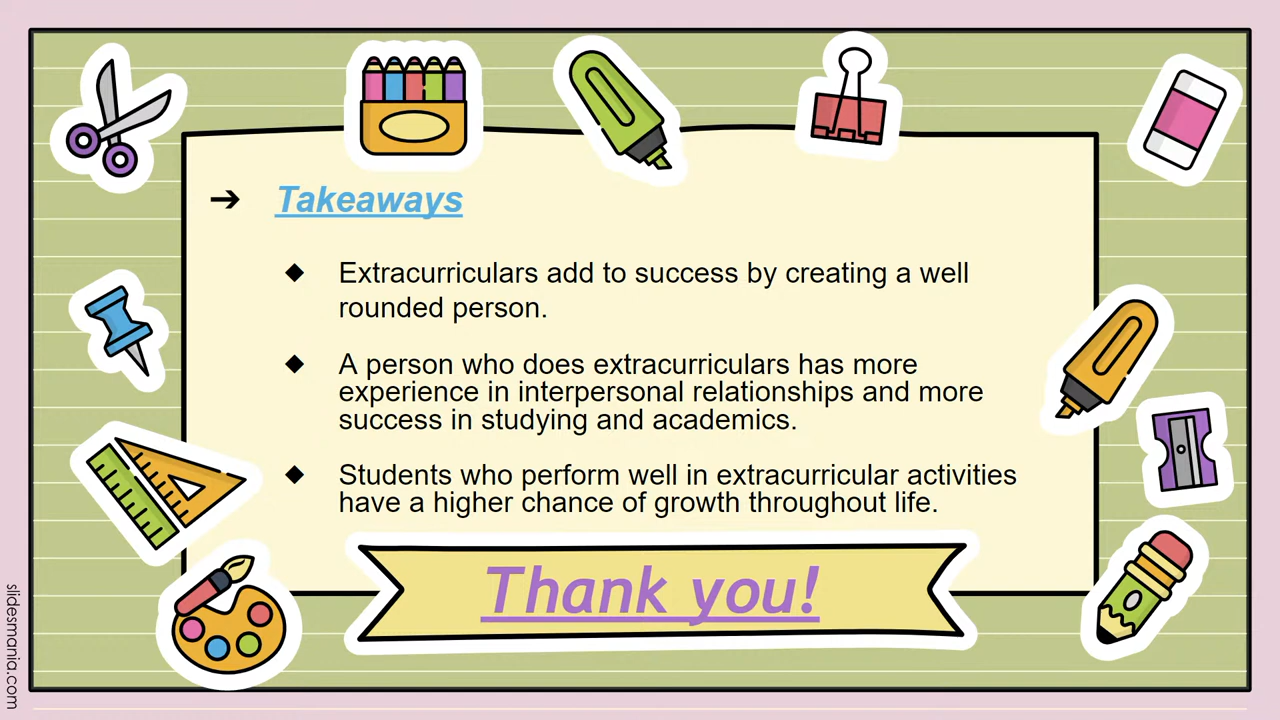 ➔ Takeaways
◆ Extracurriculars add to success by creating a well
rounded person.
◆ A person who does extracurriculars has more
experience in interpersonal relationships and more
success in studying and academics.
◆ Students who perform well in extracurricular activities
have a higher chance of growth throughout life.
Thank you!
slidesmania.com